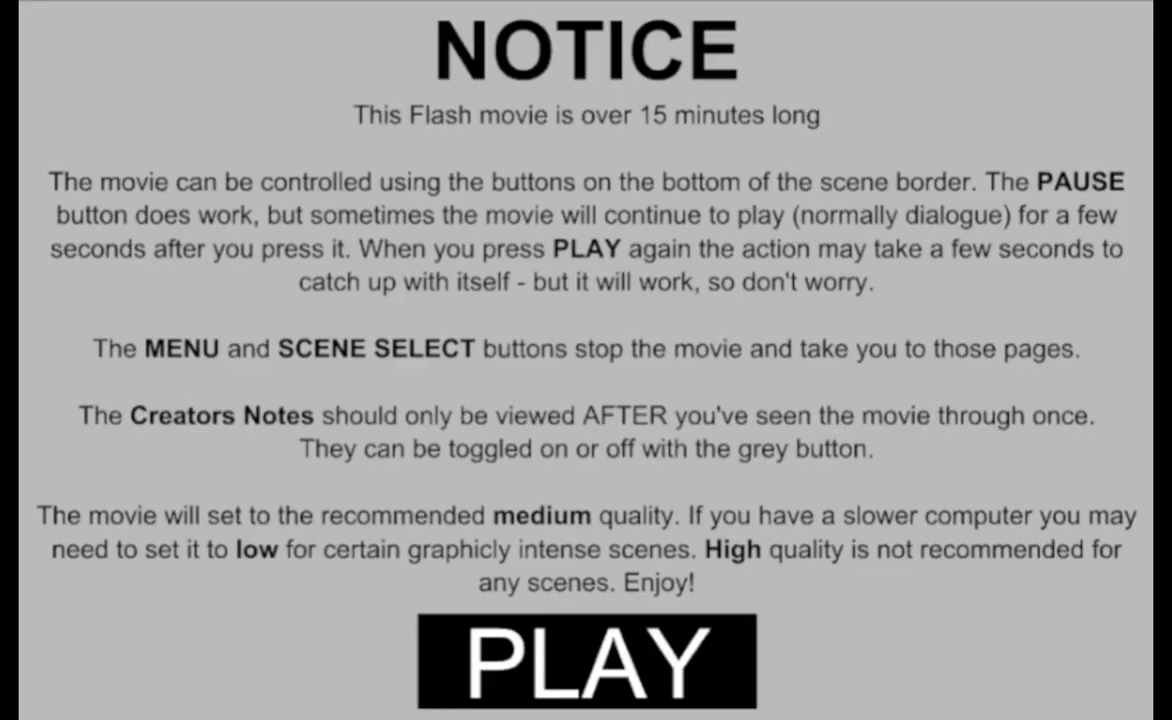 NOTICE
This Flash movie is over 15 minutes long
The movie can be controlled using the buttons on the bottom of the scene border. The PAUSE
button does work, but sometimes the movie will continue to play (normally dialogue) for a few
seconds after you press it. When you press PLAY again the action may take a few seconds to
catch up with itself - but it will work, so don't worry.
The MENU and SCENE SELECT buttons stop the movie and take you to those pages.
The Creators Notes should only be viewed AFTER you've seen the movie through once.
They can be toggled on or off with the grey button.
The movie will set to the recommended medium quality. If you have a slower computer you may
need to set it to low for certain graphicly intense scenes. High quality is not recommended for
any scenes. Enjoy!
PLAY